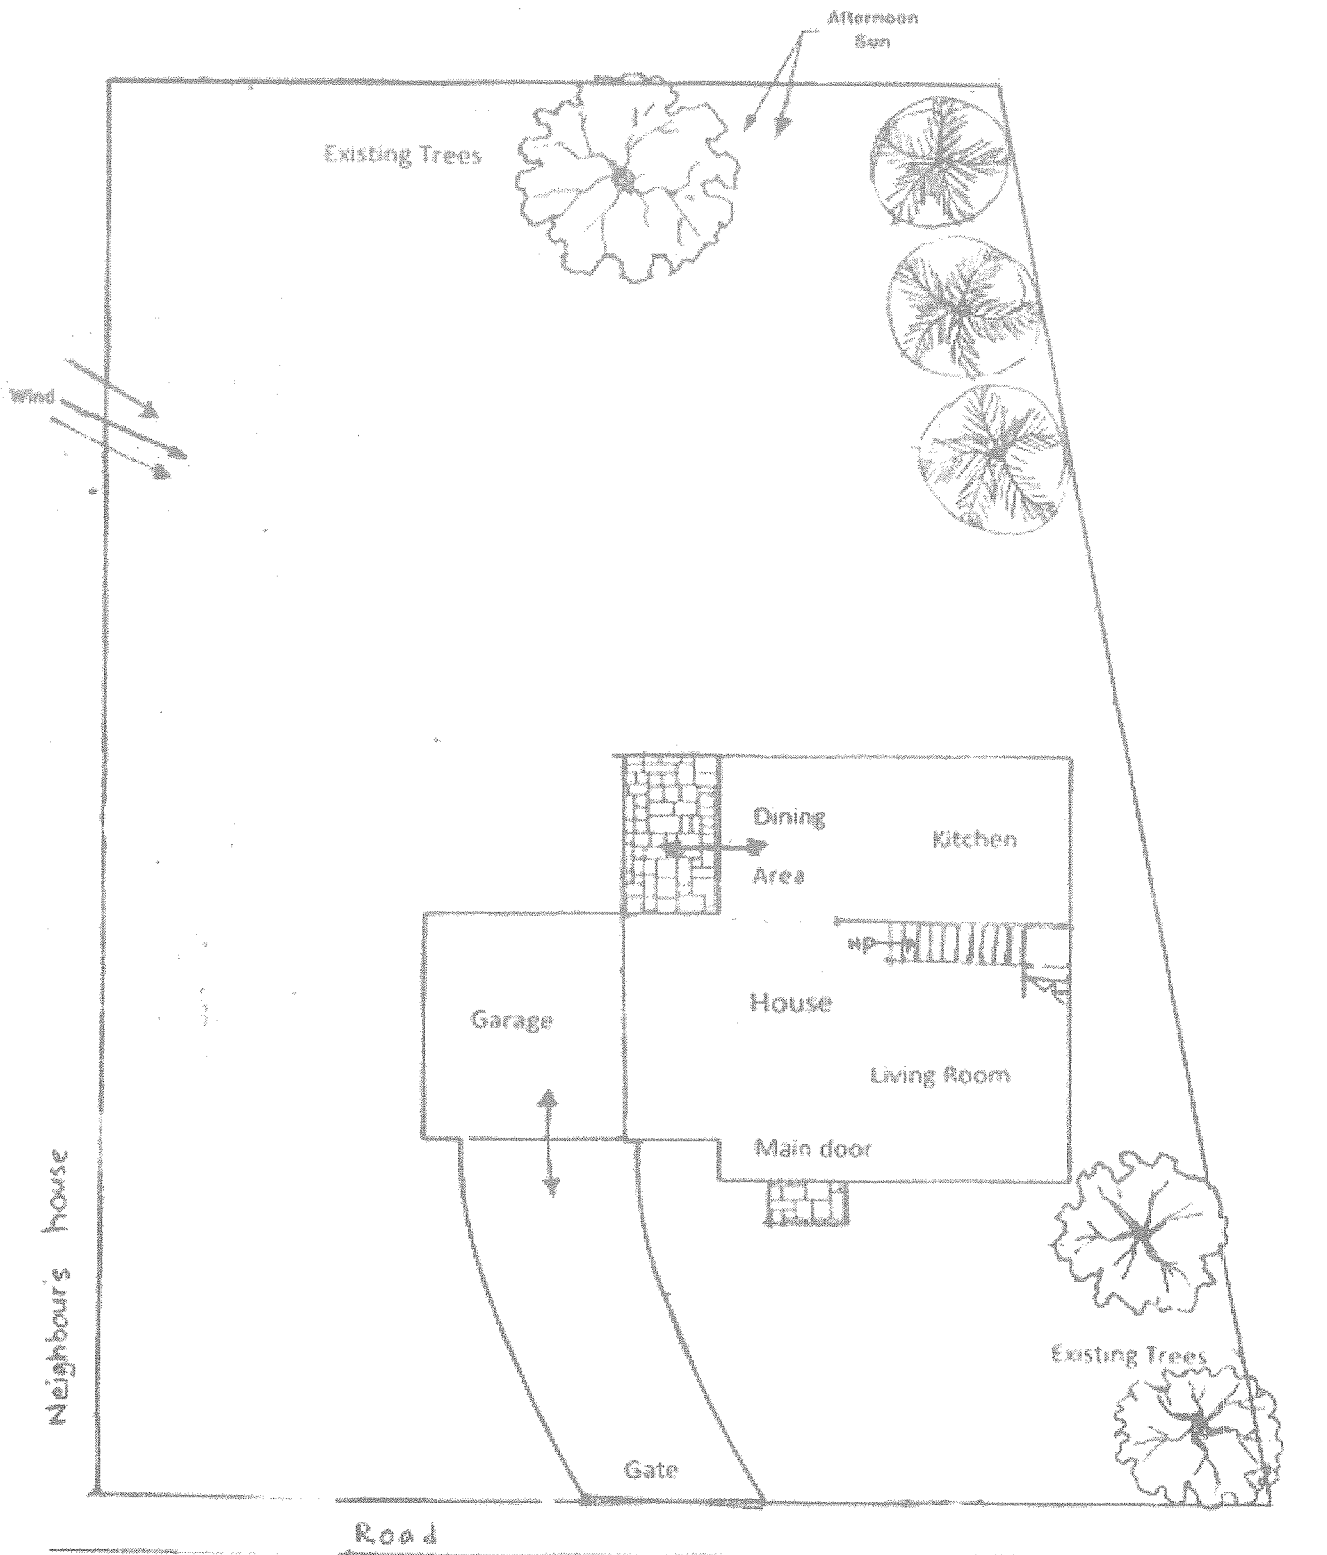 Afternoon
Sun
Existing Trees
Wind
Dining
Area
Kitchen
up
House
Garage
Living Room
Main door
Neighbour's house
Existing Trees
Gate
Road